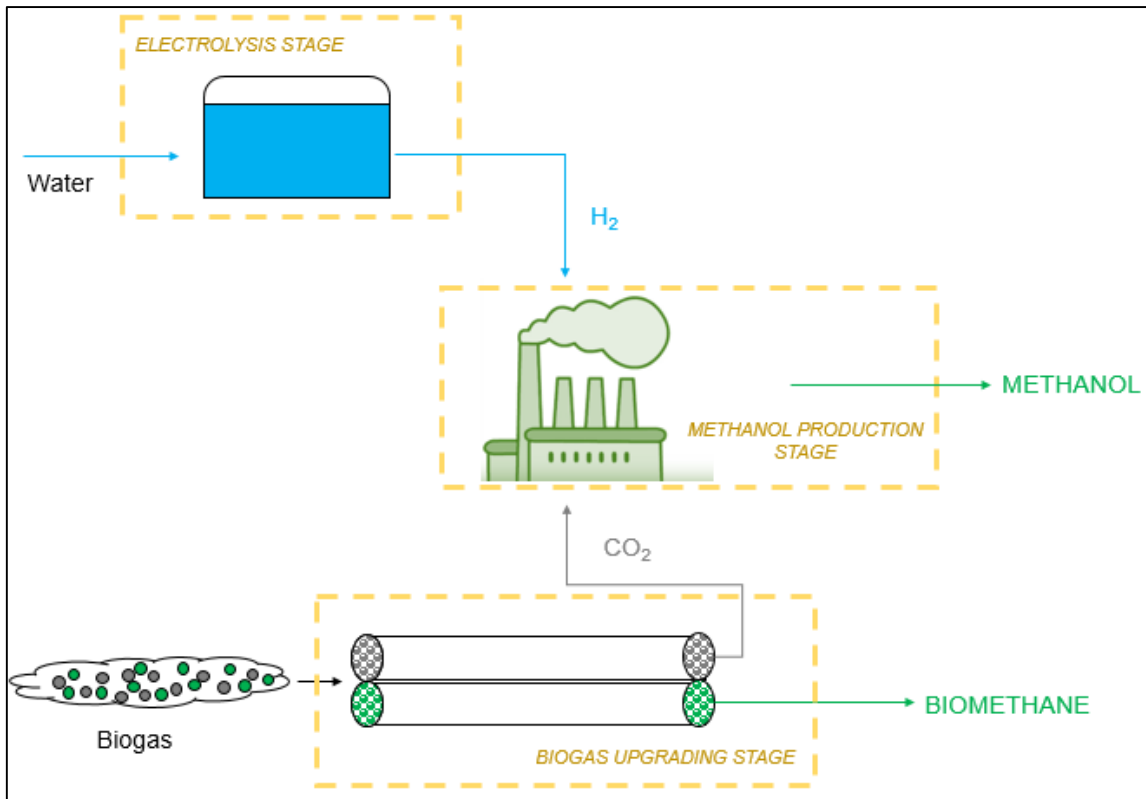 ELECTROLYSIS STAGE
Water
H₂
METHANOL
METHANOL PRODUCTION
STAGE
CO₂
Biogas
BIOMETHANE
BIOGAS UPGRADING STAGE